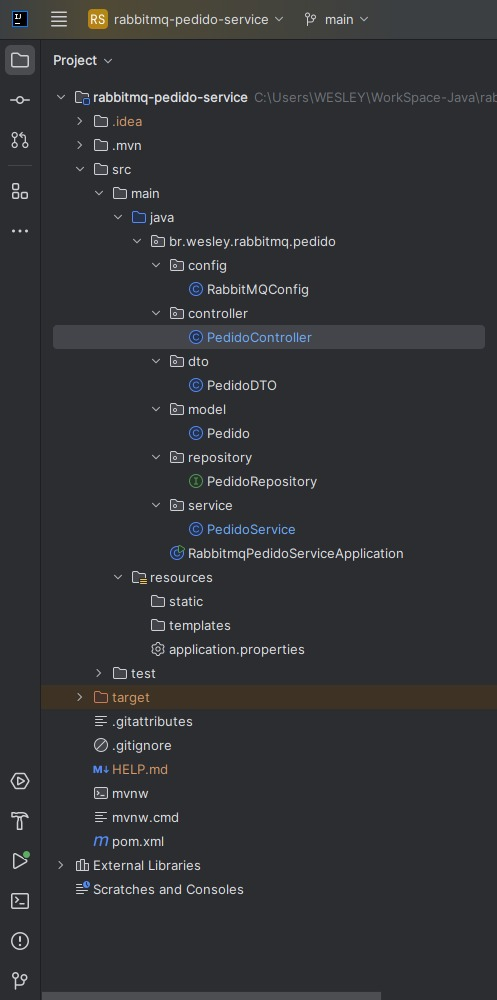 RS rabbitmq-pedido-service main
Project
rabbitmq-pedido-service C:\Users\WESLEY\WorkSpace-Java\rab
.idea
.mvn
src
main
java
br.wesley.rabbitmq.pedido
config
RabbitMQConfig
controller
PedidoController
dto
PedidoDTO
model
Pedido
repository
PedidoRepository
service
PedidoService
RabbitmqPedidoServiceApplication
resources
static
templates
application.properties
test
target
.gitattributes
.gitignore
HELP.md
mvnw
mvnw.cmd
pom.xml
External Libraries
Scratches and Consoles